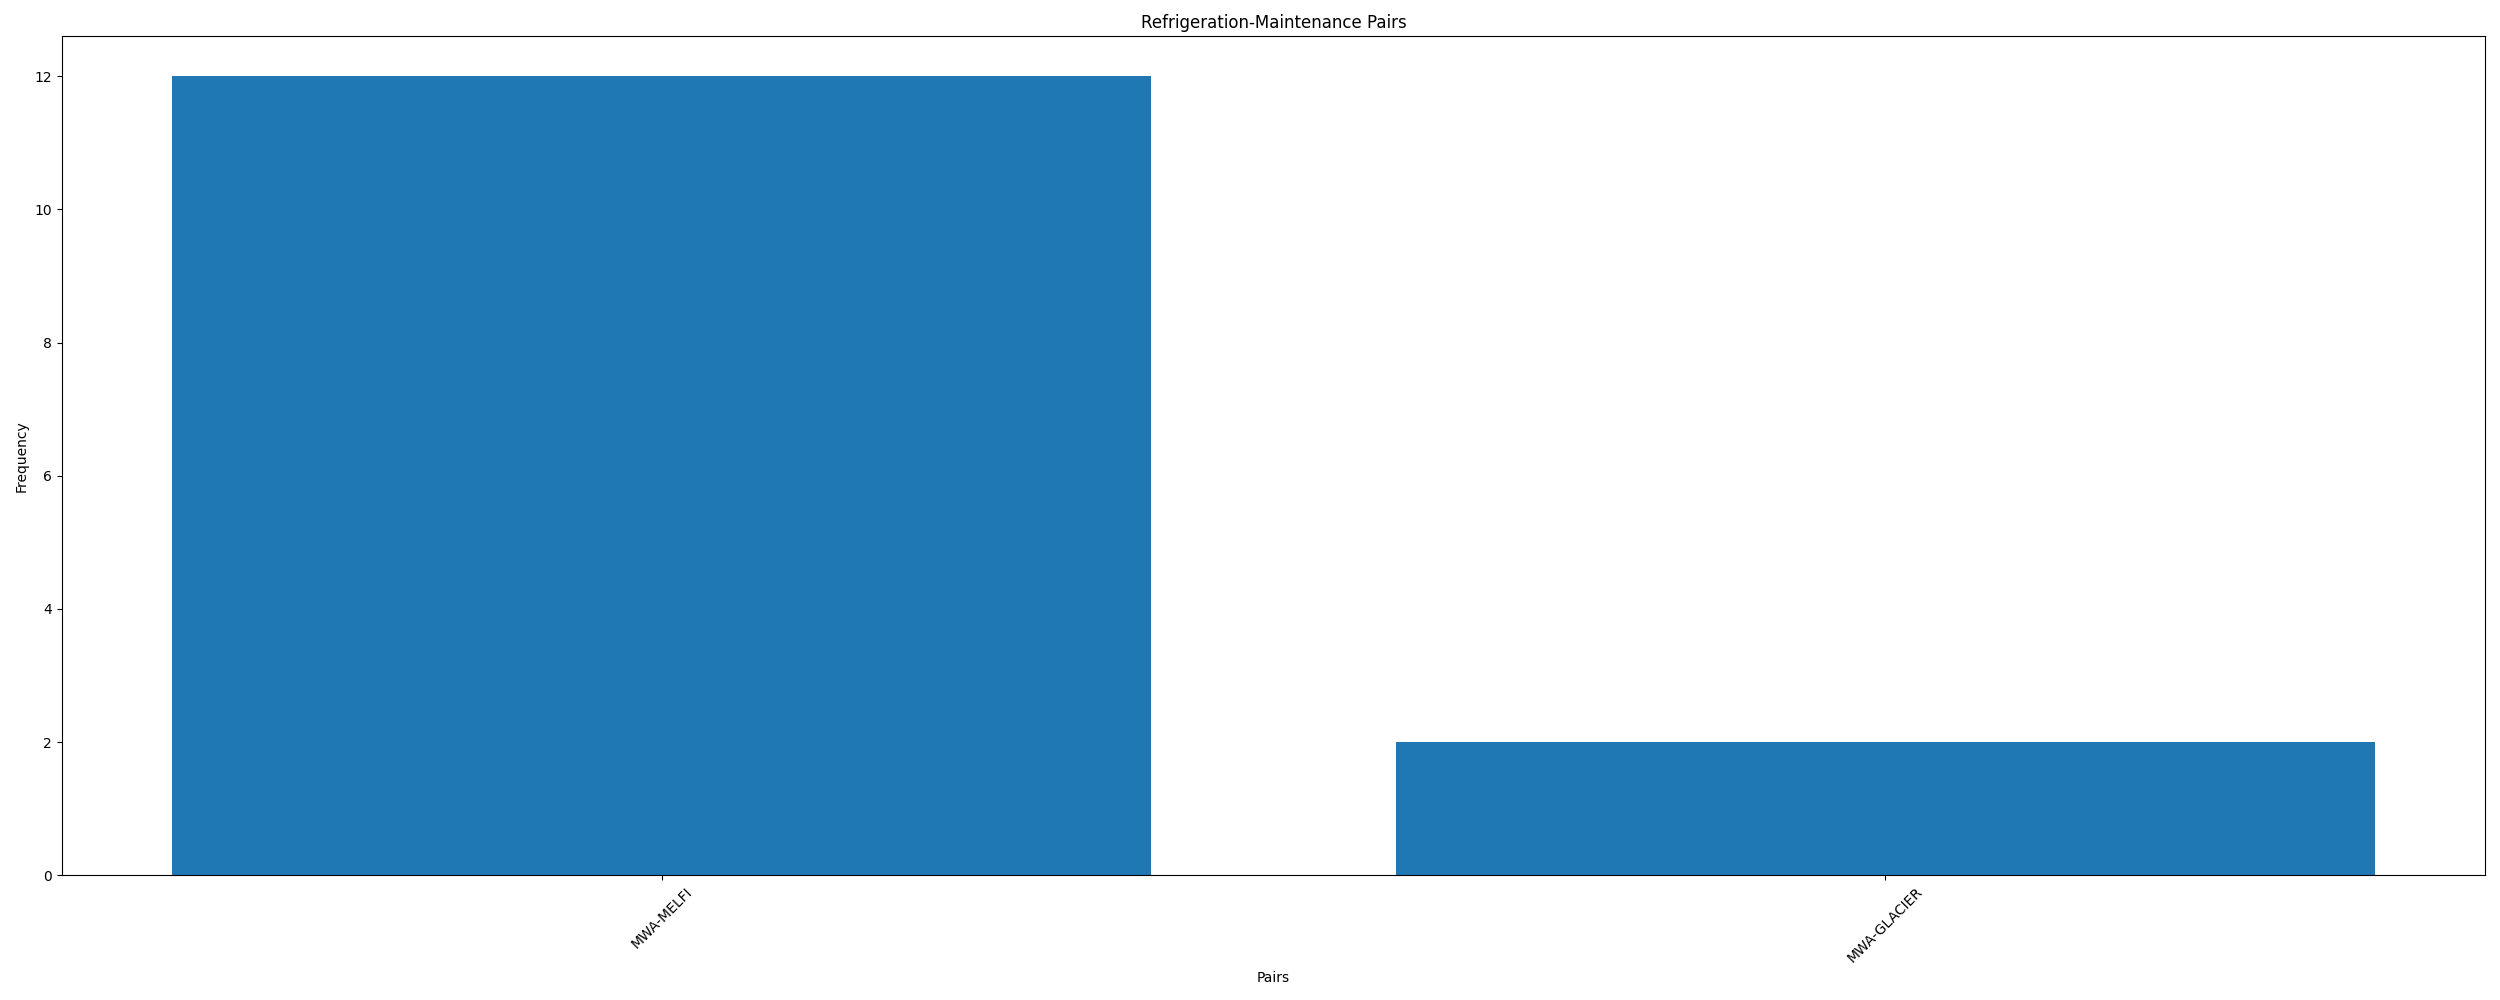 Refrigeration-Maintenance Pairs
12
10
8
6
4
2
0
Frequency
MWA-MELFI
MWA-GLACIER
Pairs